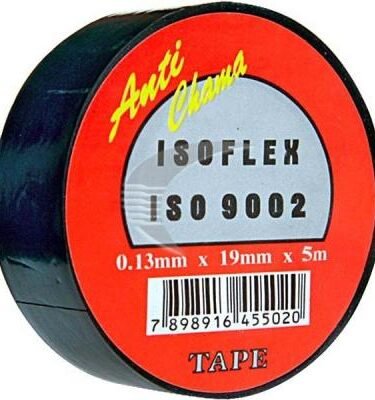 Anti
Chama
ISOFLEX
ISO 9002
0.13mm x 19mm x 5m
7 898916 455020
TAPE